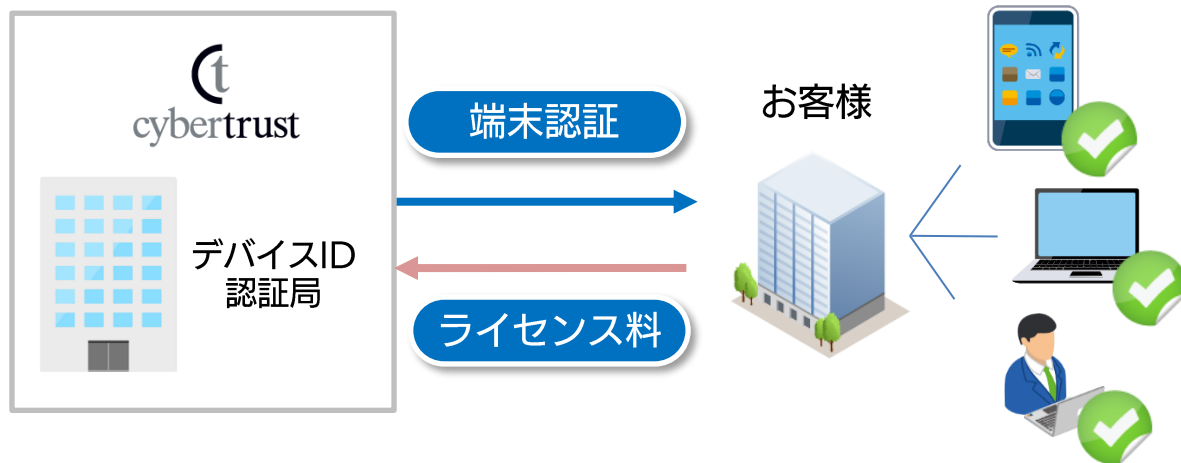 cybertrust
デバイスID
認証局
端末認証
ライセンス料
お客様